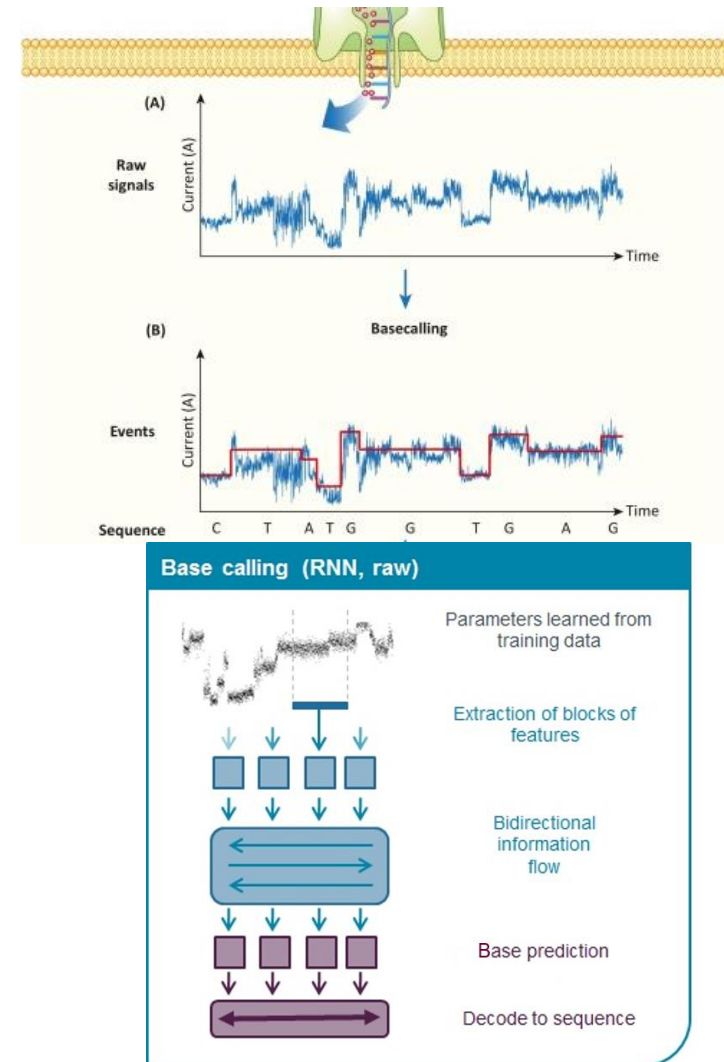 (A)
Raw
signals
Current (A)
Time
Basecalling
(B)
Events
Current (A)
Time
Sequence C T A T G G T G A G
Base calling (RNN, raw)
Parameters learned from
training data
Extraction of blocks of
features
Bidirectional
information
flow
Base prediction
Decode to sequence